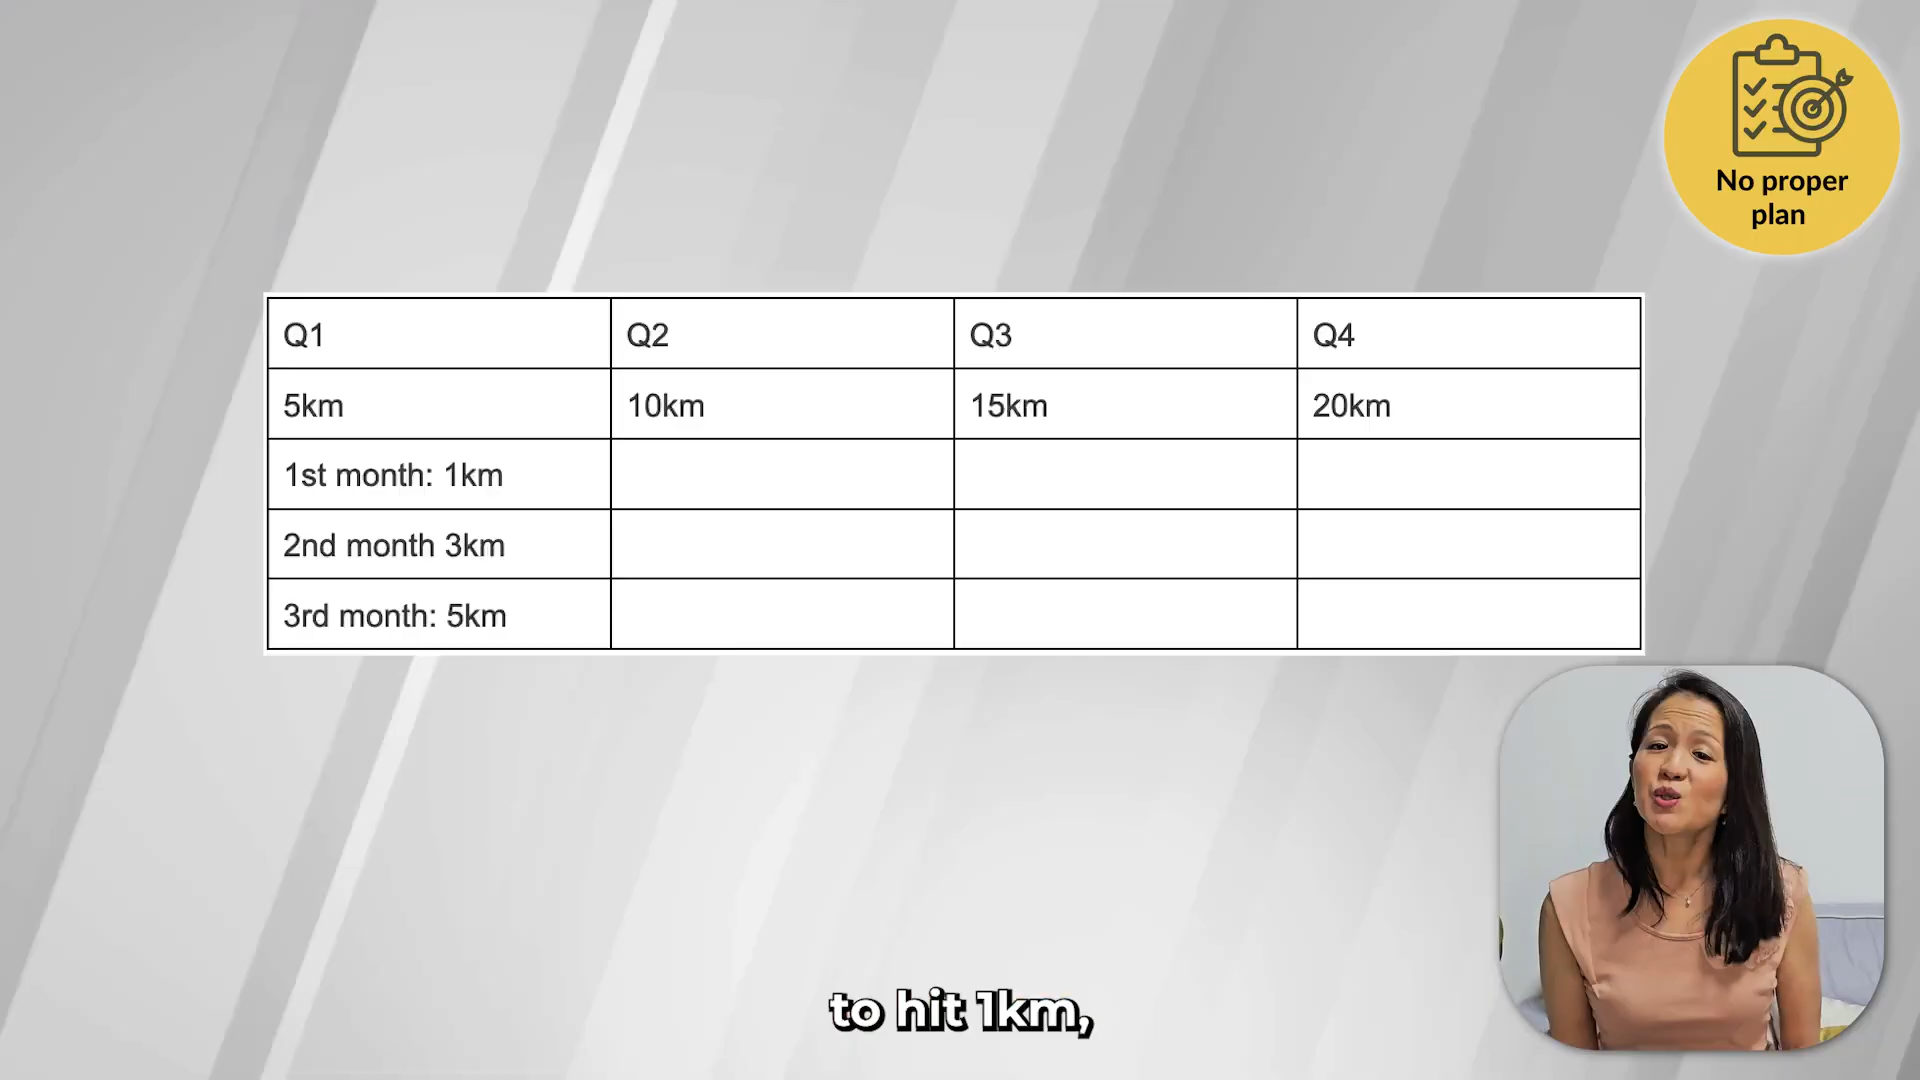 No proper
plan
Q1 Q2 Q3 Q4
5km 10km 15km 20km
1st month: 1km
2nd month 3km
3rd month: 5km
to hit 1km,